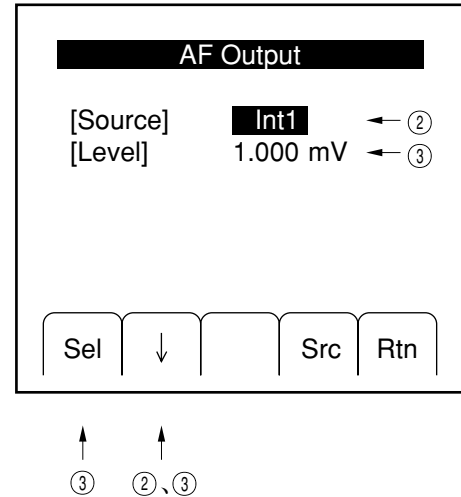 AF Output
[Source] Int1 ②
[Level] 1.000 mV ③
Sel ↓ Src Rtn
③ ②、③